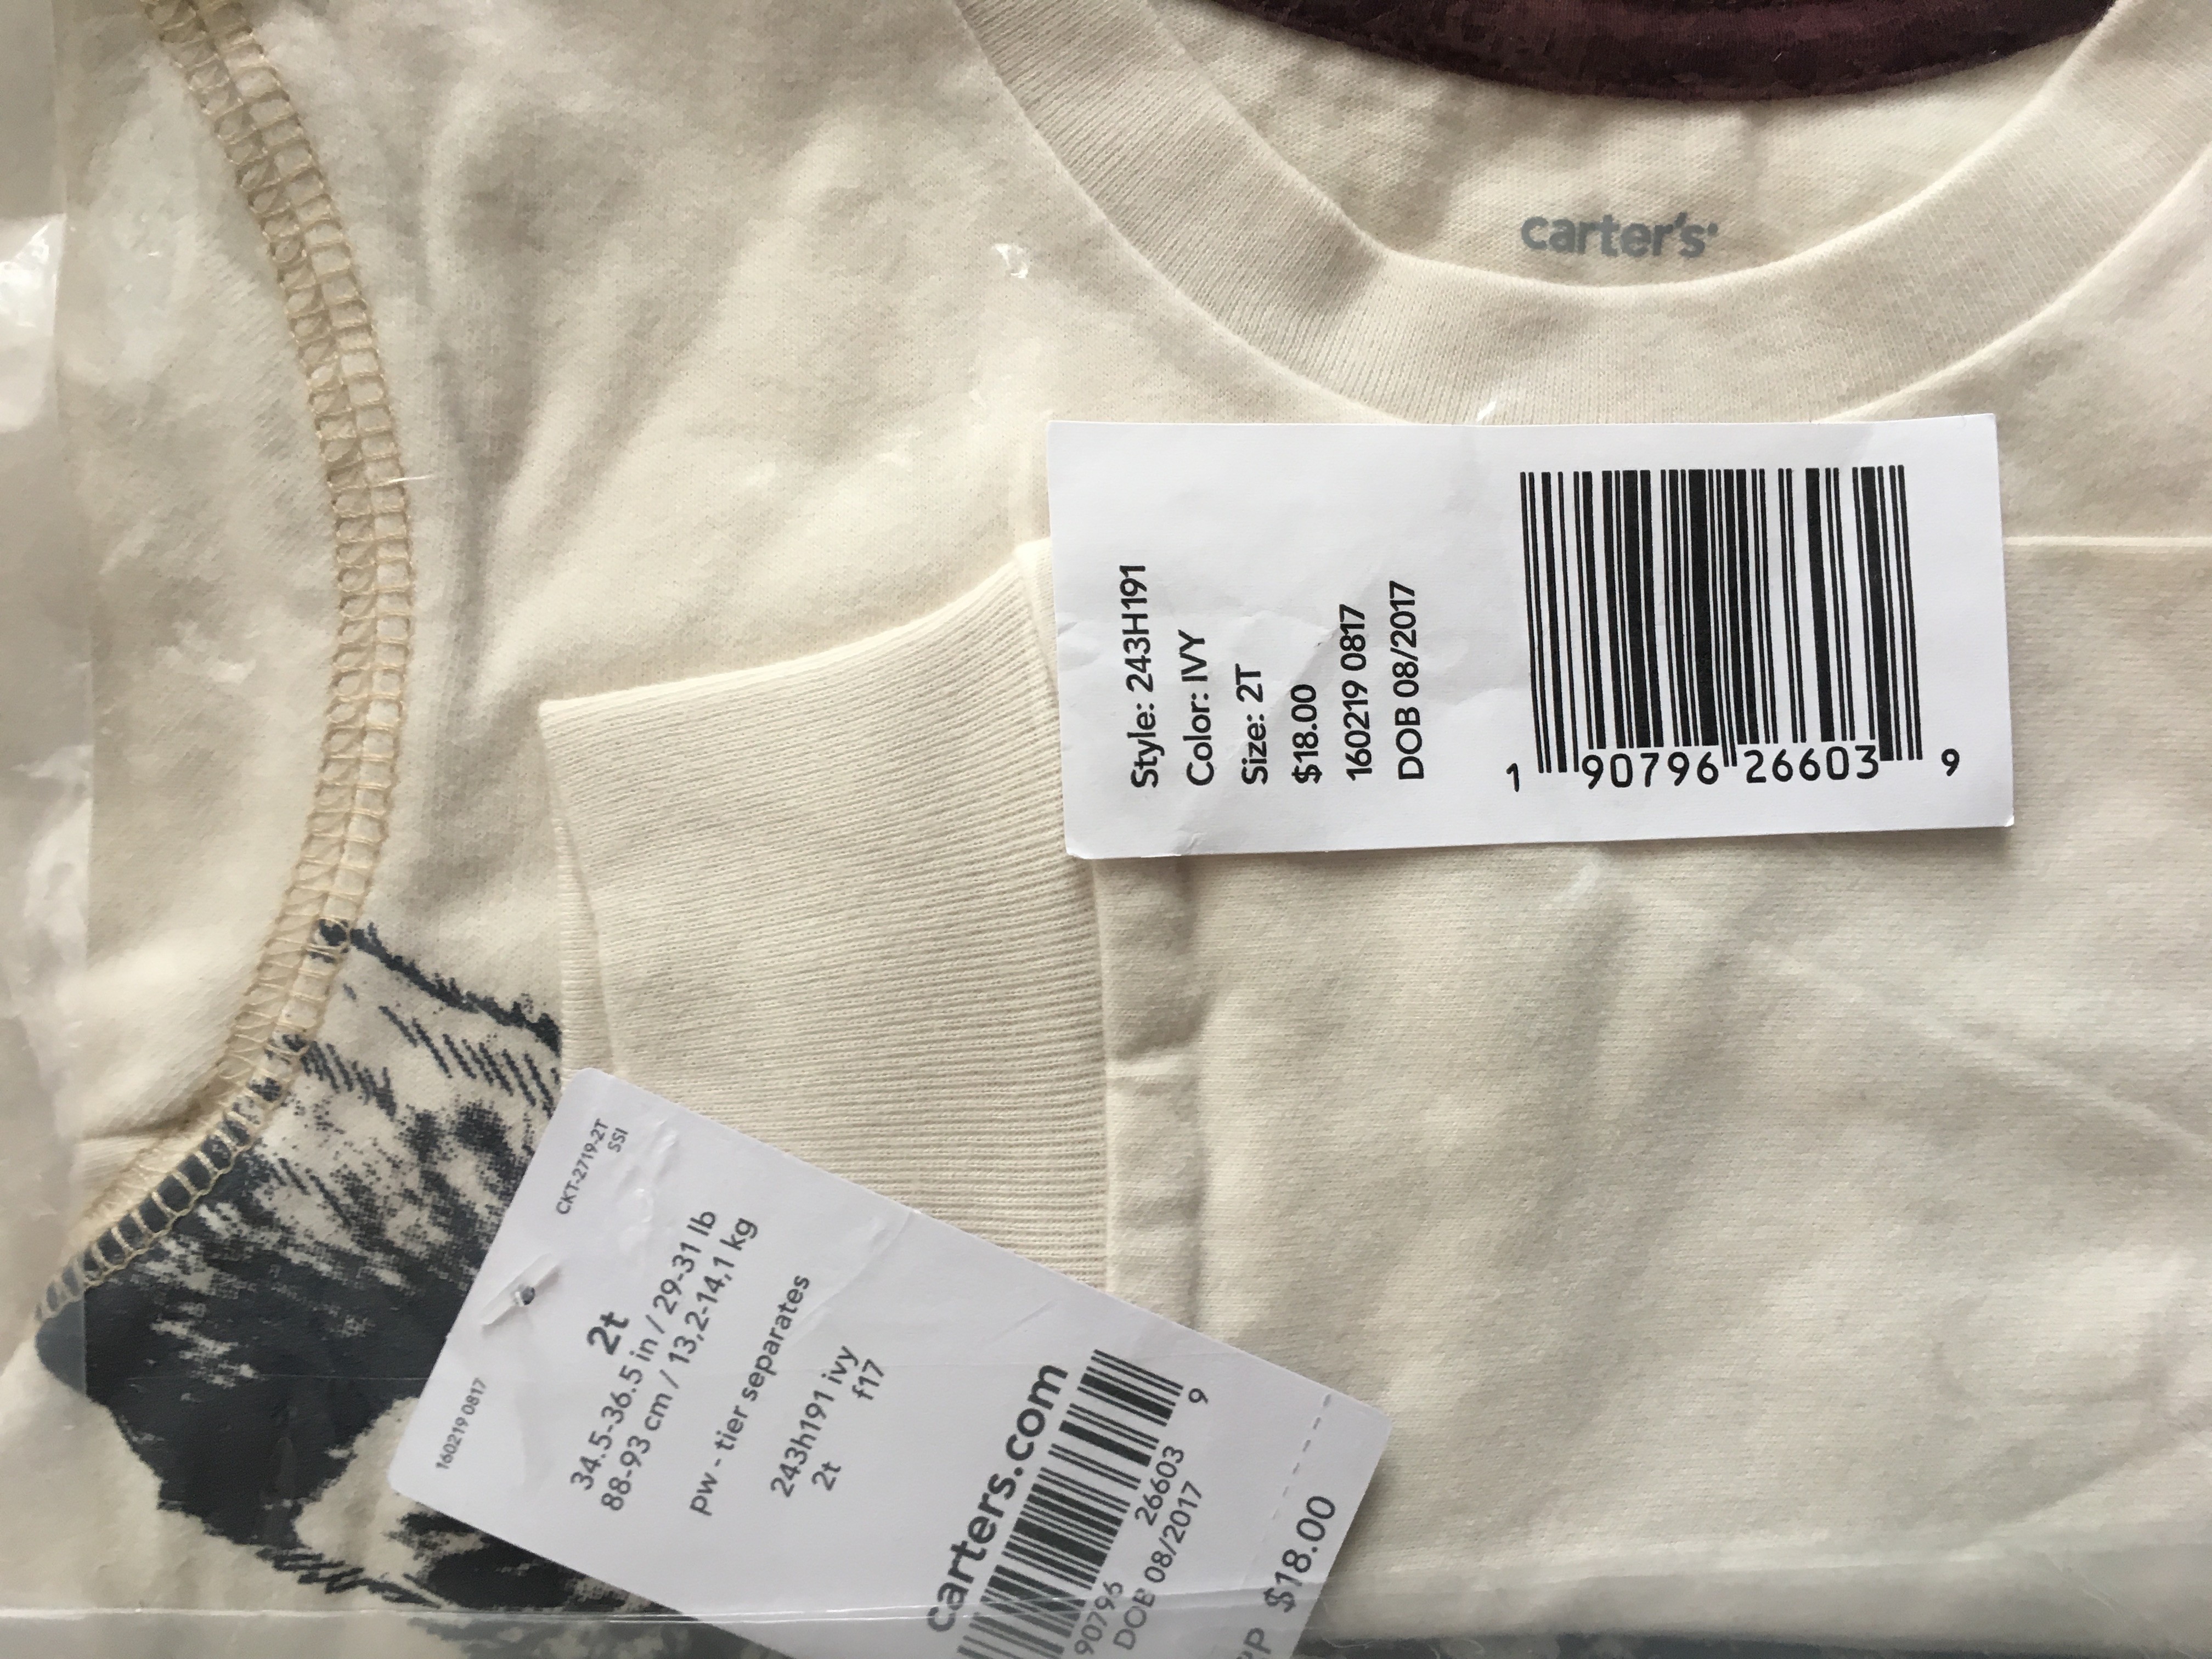 carter's
Style: 243H191
Color: IVY
Size: 2T
$18.00
160219 0817
DOB 08/2017
1 90796 26603 9
CKT-2719-2T
SSI
160219 0817
2t
34.5-36.5 in / 29-31 lb
88-93 cm / 13,2-14,1 kg
pw - tier separates
243h191 ivy
2t f17
carters.com
90796 26603 9
DOB 08/2017
$18.00